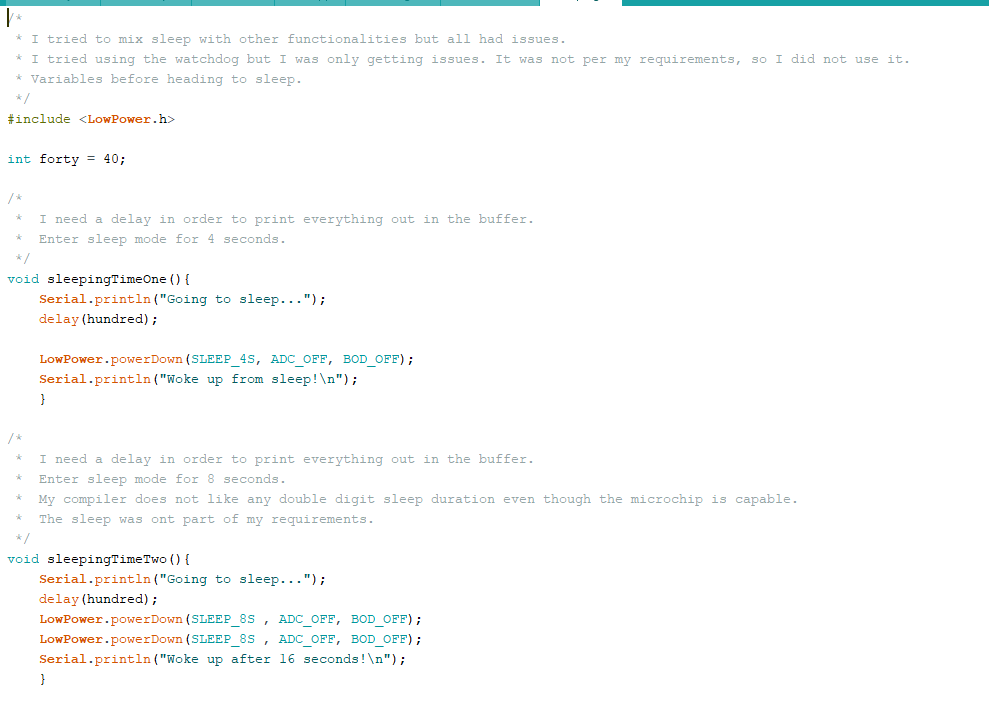 /*
 * I tried to mix sleep with other functionalities but all had issues.
 * I tried using the watchdog but I was only getting issues. It was not per my requirements, so I did not use it.
 * Variables before heading to sleep.
 */
#include <LowPower.h>

int forty = 40;

/*
 *  I need a delay in order to print everything out in the buffer.
 *  Enter sleep mode for 4 seconds.
 */
void sleepingTimeOne(){
    Serial.println("Going to sleep...");
    delay(hundred);

    LowPower.powerDown(SLEEP_4S, ADC_OFF, BOD_OFF);
    Serial.println("Woke up from sleep!\n");
    }

/*
 *  I need a delay in order to print everything out in the buffer.
 *  Enter sleep mode for 8 seconds.
 *  My compiler does not like any double digit sleep duration even though the microchip is capable.
 *  The sleep was ont part of my requirements.
 */
void sleepingTimeTwo(){
    Serial.println("Going to sleep...");
    delay(hundred);
    LowPower.powerDown(SLEEP_8S , ADC_OFF, BOD_OFF);
    LowPower.powerDown(SLEEP_8S , ADC_OFF, BOD_OFF);
    Serial.println("Woke up after 16 seconds!\n");
    }